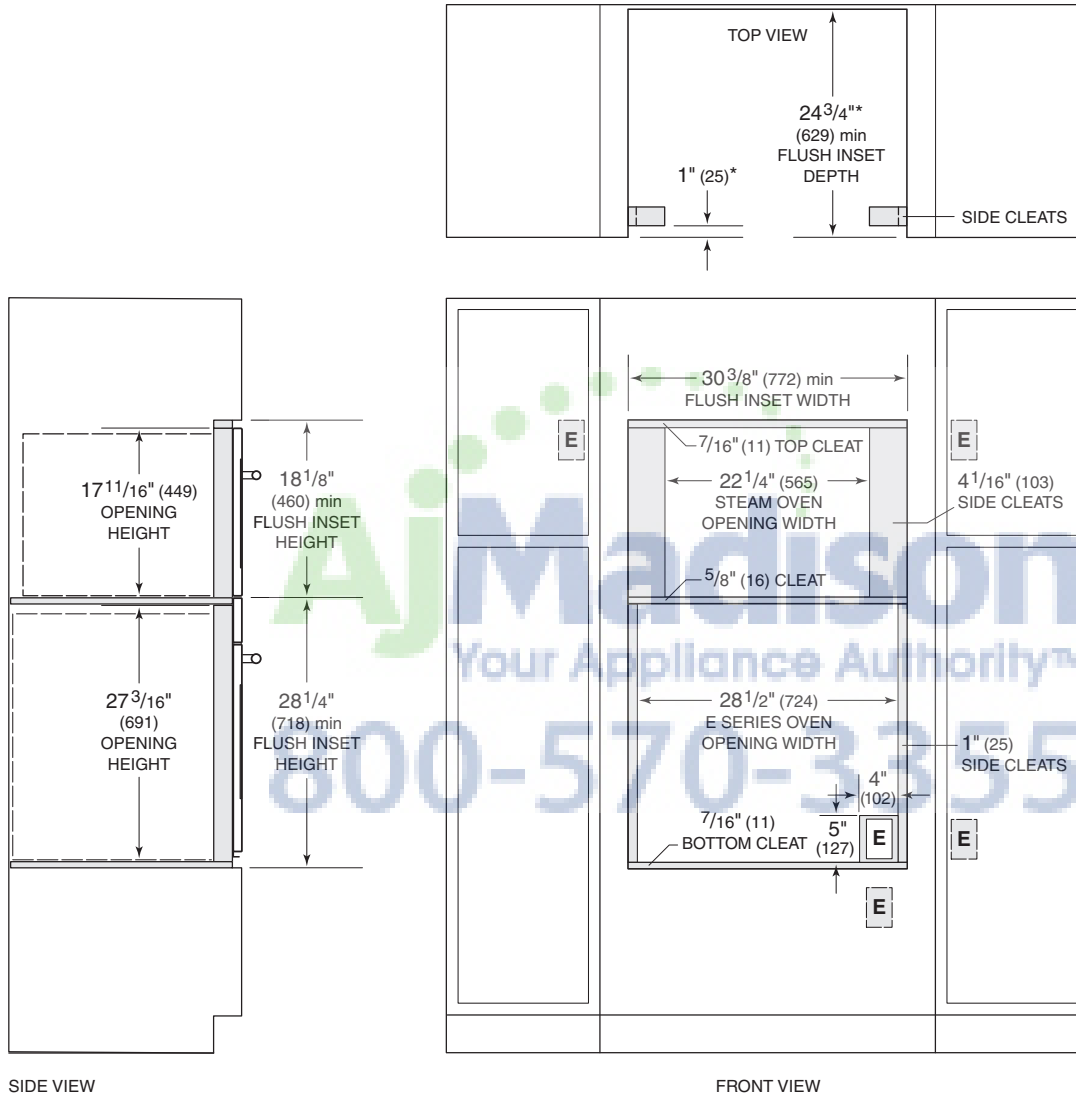 TOP VIEW
24 3/4"*
(629) min
FLUSH INSET
DEPTH
1" (25)*
SIDE CLEATS
30 3/8" (772) min
FLUSH INSET WIDTH
E
E
7/16" (11) TOP CLEAT
17 11/16" (449)
OPENING
HEIGHT
18 1/8"
(460) min
FLUSH INSET
HEIGHT
22 1/4" (565)
STEAM OVEN
OPENING WIDTH
4 1/16" (103)
SIDE CLEATS
AjMadison
5/8" (16) CLEAT
Your Appliance Authority™
27 3/16"
(691)
OPENING
HEIGHT
28 1/4"
(718) min
FLUSH INSET
HEIGHT
28 1/2" (724)
E SERIES OVEN
OPENING WIDTH
1" (25)
SIDE CLEATS
800-570-3355
4"
(102)
7/16" (11)
BOTTOM CLEAT
5"
(127)
E
E
E
SIDE VIEW
FRONT VIEW